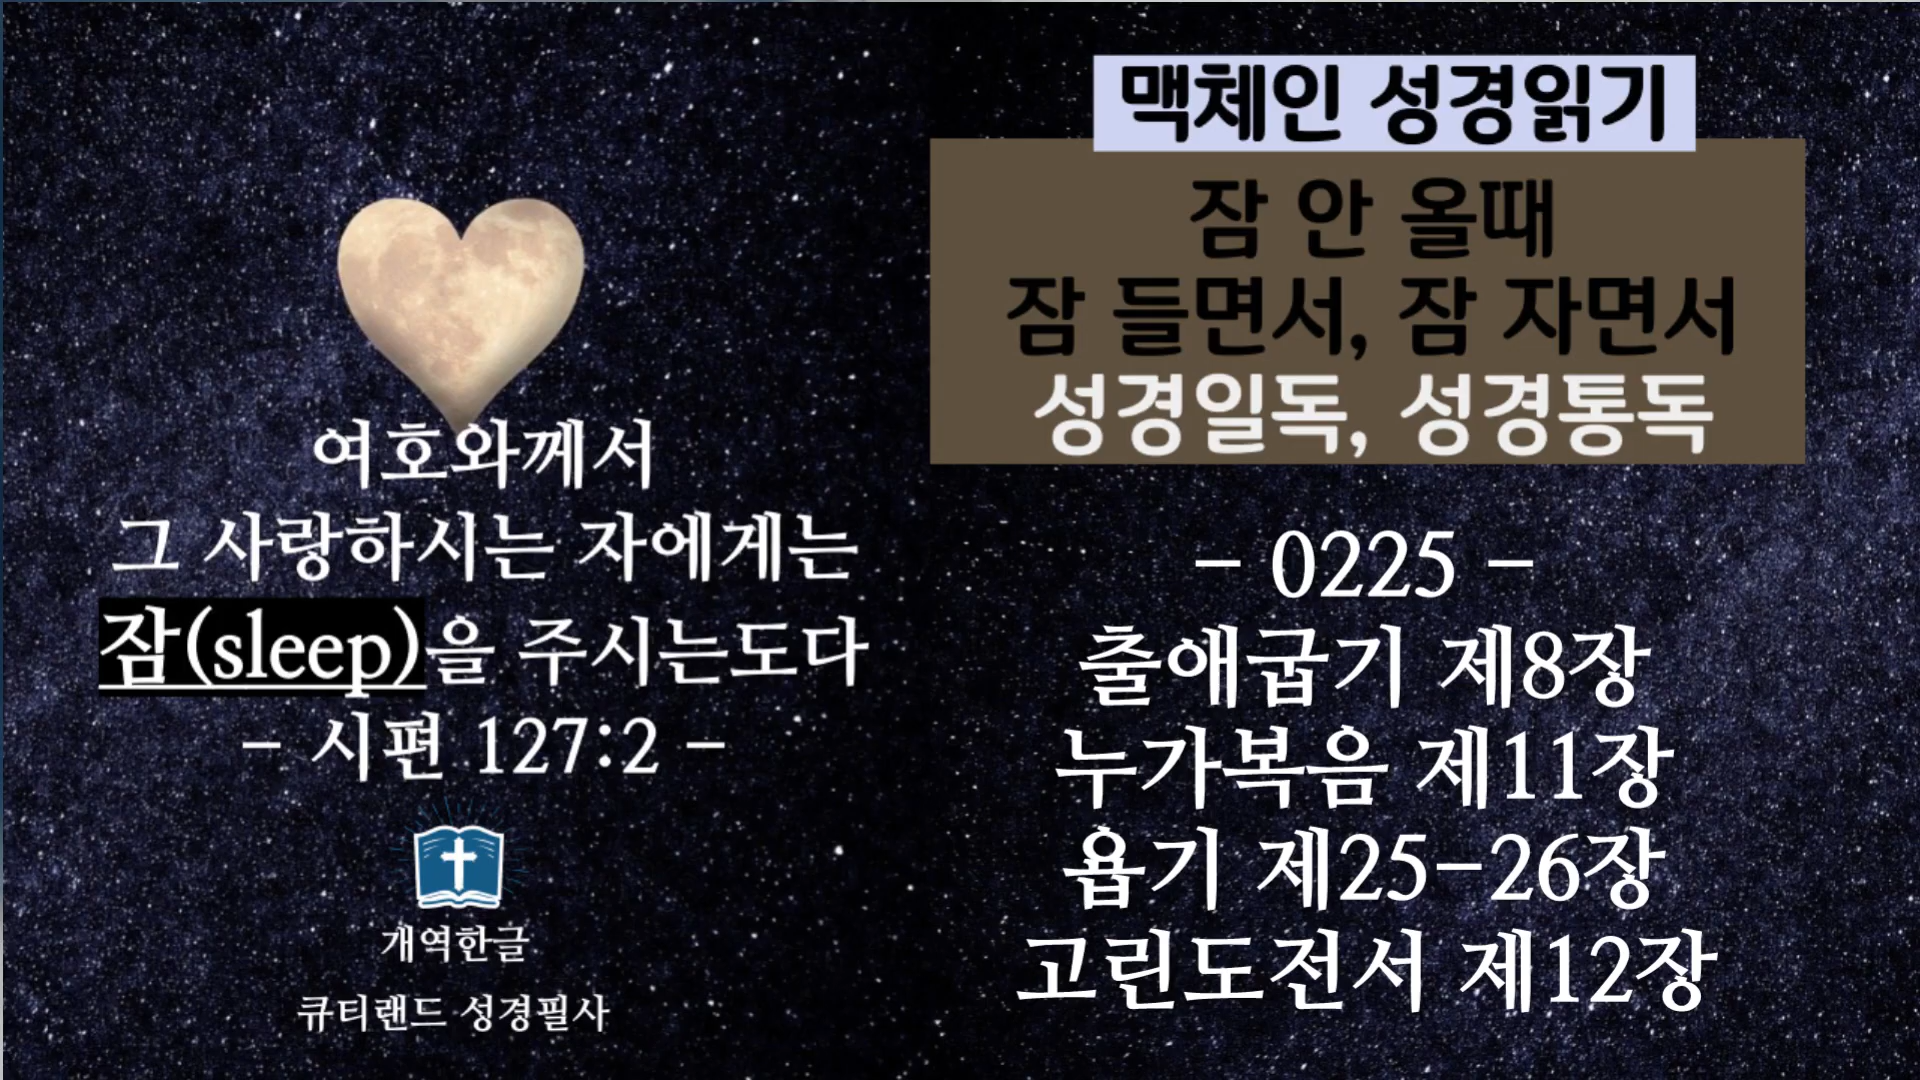 여호와께서
그 사랑하시는 자에게는
잠(sleep)을 주시는도다
- 시편 127:2 -
개역한글
큐티랜드 성경필사
맥체인 성경읽기
잠 안 올때
잠 들면서, 잠 자면서
성경일독, 성경통독
- 0225 -
출애굽기 제8장
누가복음 제11장
욥기 제25-26장
고린도전서 제12장